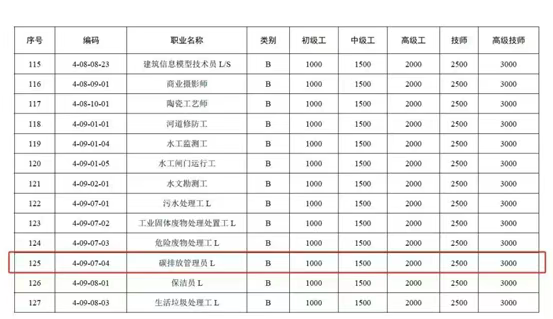 序号 编码 职业名称 类别 初级工 中级工 高级工 技师 高级技师
115 4-08-08-23 建筑信息模型技术员 L/S B 1000 1500 2000 2500 3000
116 4-08-09-01 商业摄影师 B 1000 1500 2000 2500 3000
117 4-08-10-01 陶瓷工艺师 B 1000 1500 2000 2500 3000
118 4-09-01-01 河道修防工 B 1000 1500 2000 2500 3000
119 4-09-01-04 水工监测工 B 1000 1500 2000 2500 3000
120 4-09-01-05 水工闸门运行工 B 1000 1500 2000 2500 3000
121 4-09-02-01 水文勘测工 B 1000 1500 2000 2500 3000
122 4-09-07-01 污水处理工 L B 1000 1500 2000 2500 3000
123 4-09-07-02 工业固体废物处理处置工 L B 1000 1500 2000 2500 3000
124 4-09-07-03 危险废物处理工 L B 1000 1500 2000 2500 3000
125 4-09-07-04 碳排放管理员 L B 1000 1500 2000 2500 3000
126 4-09-08-01 保洁员 L B 1000 1500 2000 2500 3000
127 4-09-08-03 生活垃圾处理工 L B 1000 1500 2000 2500 3000